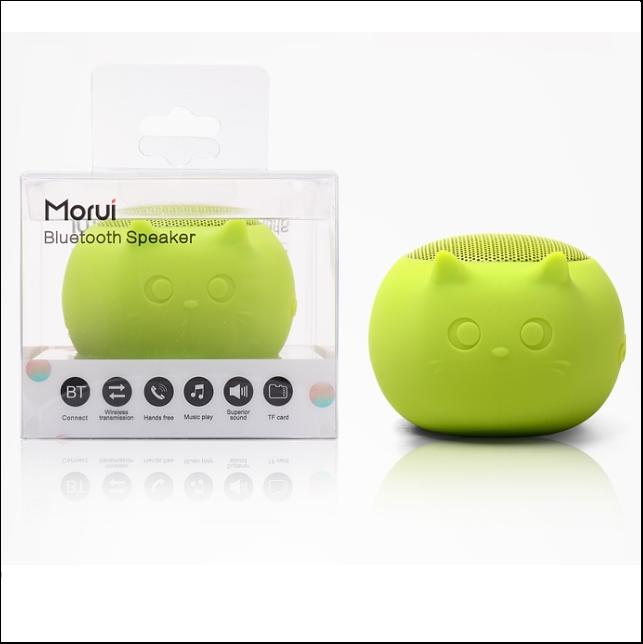 Morui
Bluetooth Speaker
BT
Connect
Wireless
transmission
Hands free
Music play
Superior
sound
TF card